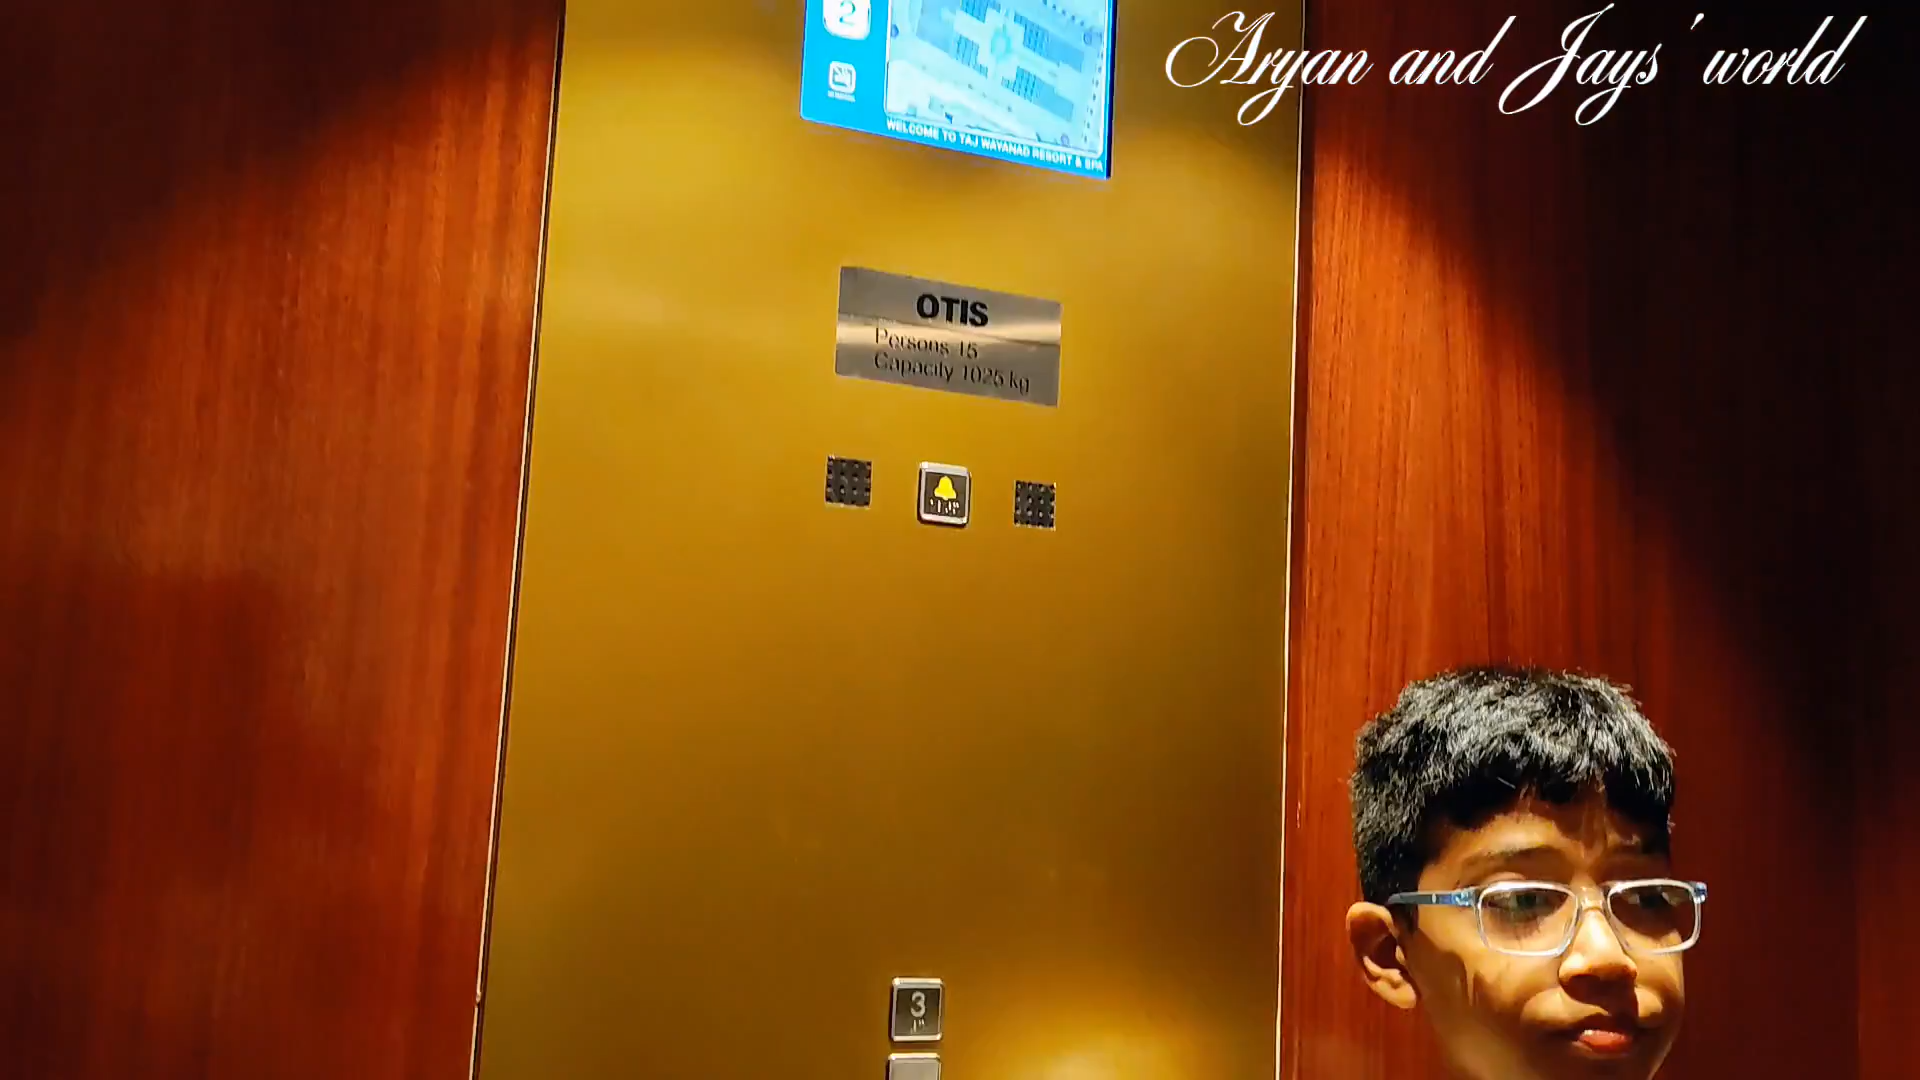 Aryan and Jays' world
2
WELCOME TO TAJ WAYANAD RESORT & SPA
OTIS
Persons 15
Capacity 1025 kg
3